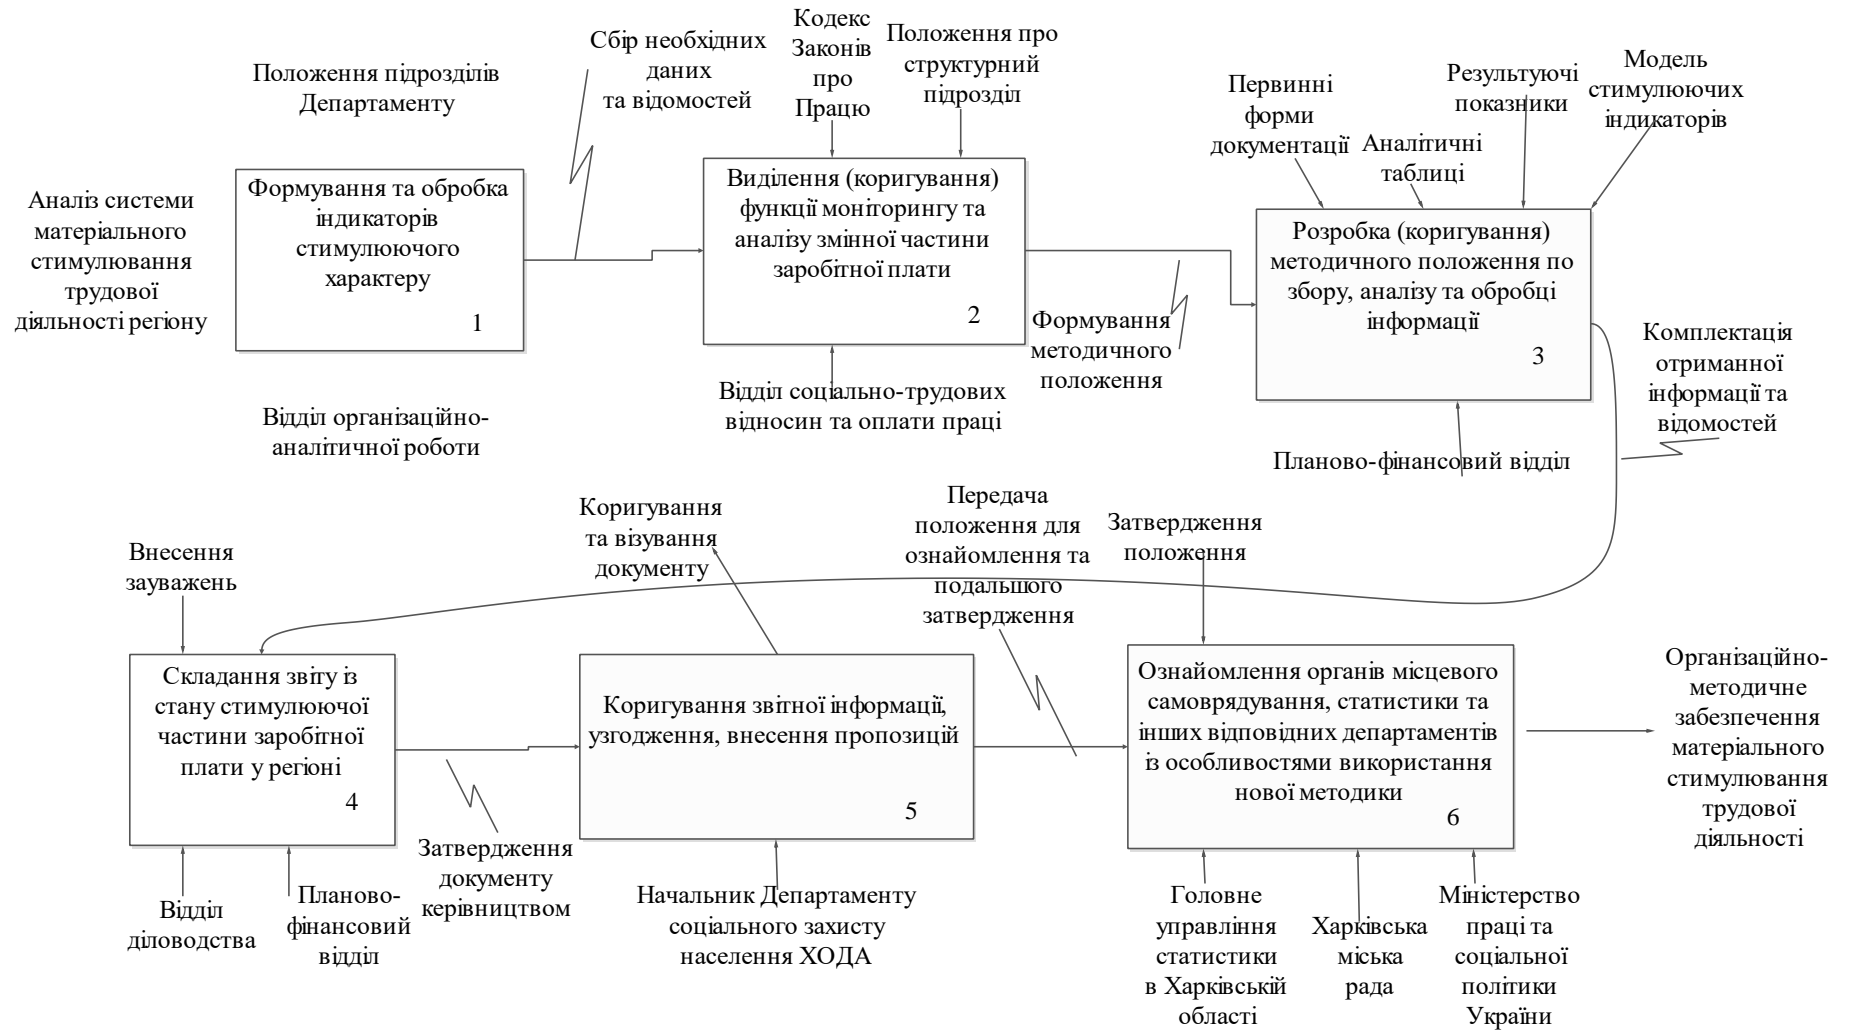 Положення підрозділів
Департаменту
Сбір необхідних
даних
та відомостей
Кодекс
Законів
про
Працю
Положення про
структурний
підрозділ
Первинні
форми
документації
Аналітичні
таблиці
Результуючі
показники
Модель
стимулюючих
індикаторів
Аналіз системи
матеріального
стимулювання
трудової
діяльності регіону
Формування та обробка
індикаторів
стимулюючого
характеру
1
Виділення (коригування)
функції моніторингу та
аналізу змінної частини
заробітної плати
2
Розробка (коригування)
методичного положення по
збору, аналізу та обробці
інформації
3
Відділ організаційно-
аналітичної роботи
Відділ соціально-трудових
відносин та оплати праці
Формування
методичного
положення
Планово-фінансовий відділ
Комплектація
отриманної
інформації та
відомостей
Внесення
зауважень
Коригування
та візування
документу
Передача
положення для
ознайомлення та
подальшого
затвердження
Затвердження
положення
Складання звіту із
стану стимулюючої
частини заробітної
плати у регіоні
4
Коригування звітної інформації,
узгодження, внесення пропозицій
5
Ознайомлення органів місцевого
самоврядування, статистики та
інших відповідних департаментів
із особливостями використання
нової методики
6
Організаційно-
методичне
забезпечення
матеріального
стимулювання
трудової
діяльності
Відділ
діловодства
Планово-
фінансовий
відділ
Затвердження
документу
керівництвом
Начальник Департаменту
соціального захисту
населення ХОДА
Головне
управління
статистики
в Харківській
області
Харківська
міська
рада
Міністерство
праці та
соціальної
політики
України